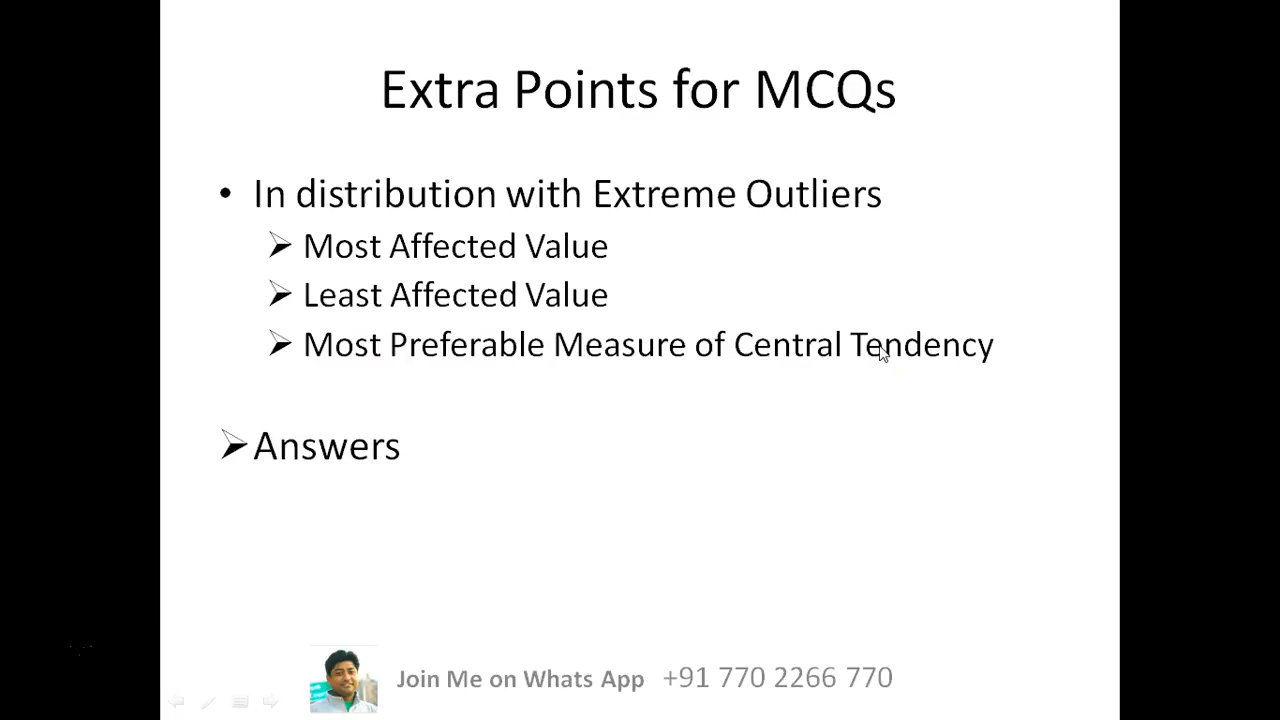 Extra Points for MCQs
• In distribution with Extreme Outliers
➢ Most Affected Value
➢ Least Affected Value
➢ Most Preferable Measure of Central Tendency
➢ Answers
Join Me on Whats App +91 770 2266 770